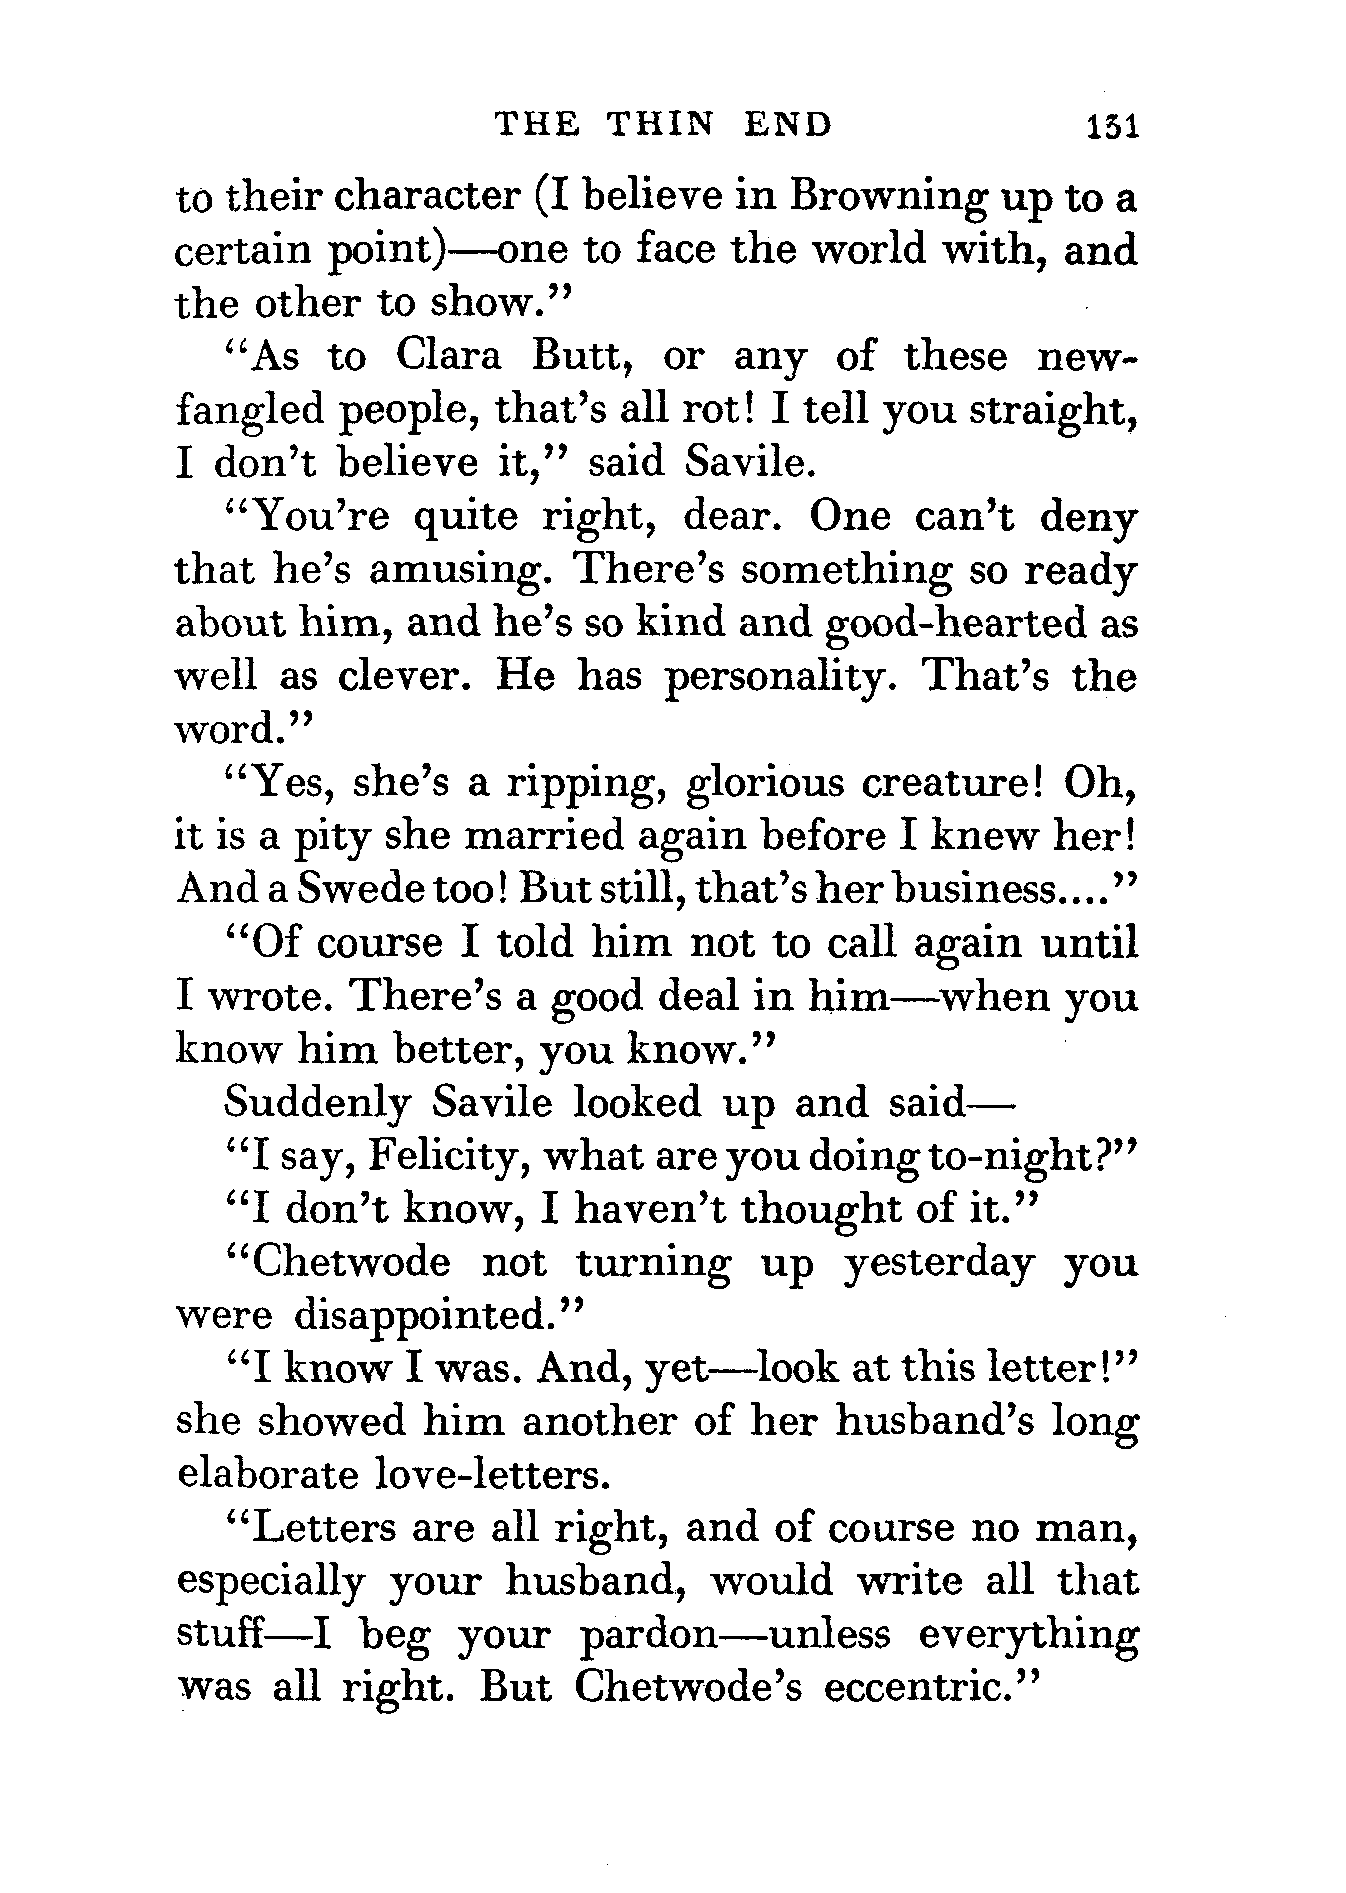 THE THIN END 131
to their character (I believe in Browning up to a
certain point)—one to face the world with, and
the other to show.”
“As to Clara Butt, or any of these new-
fangled people, that’s all rot! I tell you straight,
I don’t believe it,” said Savile.
“You’re quite right, dear. One can’t deny
that he’s amusing. There’s something so ready
about him, and he’s so kind and good-hearted as
well as clever. He has personality. That’s the
word.”
“Yes, she’s a ripping, glorious creature! Oh,
it is a pity she married again before I knew her!
And a Swede too! But still, that’s her business....”
“Of course I told him not to call again until
I wrote. There’s a good deal in him—when you
know him better, you know.”
Suddenly Savile looked up and said—
“I say, Felicity, what are you doing to-night?”
“I don’t know, I haven’t thought of it.”
“Chetwode not turning up yesterday you
were disappointed.”
“I know I was. And, yet—look at this letter!”
she showed him another of her husband’s long
elaborate love-letters.
“Letters are all right, and of course no man,
especially your husband, would write all that
stuff—I beg your pardon—unless everything
was all right. But Chetwode’s eccentric.”